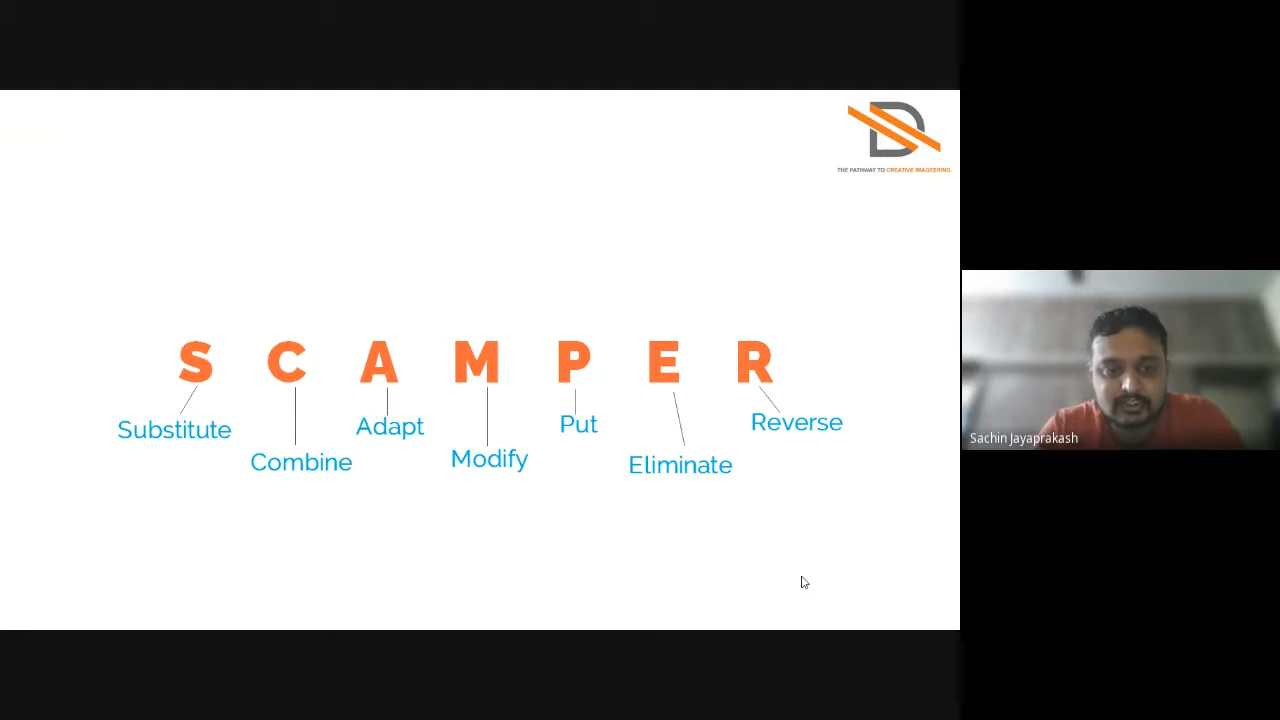 D
THE PATHWAY TO CREATIVE IMAGEERING
S C A M P E R
Substitute
Combine
Adapt
Modify
Put
Eliminate
Reverse
Sachin Jayaprakash